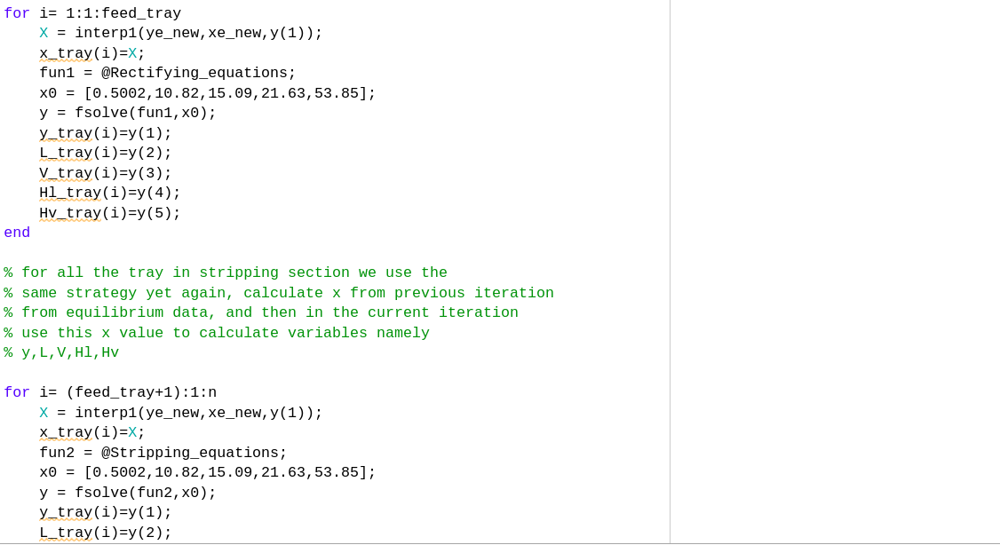 for i= 1:1:feed_tray
    X = interp1(ye_new,xe_new,y(1));
    x_tray(i)=X;
    fun1 = @Rectifying_equations;
    x0 = [0.5002,10.82,15.09,21.63,53.85];
    y = fsolve(fun1,x0);
    y_tray(i)=y(1);
    L_tray(i)=y(2);
    V_tray(i)=y(3);
    Hl_tray(i)=y(4);
    Hv_tray(i)=y(5);
end

% for all the tray in stripping section we use the
% same strategy yet again, calculate x from previous iteration
% from equilibrium data, and then in the current iteration
% use this x value to calculate variables namely
% y,L,V,Hl,Hv

for i= (feed_tray+1):1:n
    X = interp1(ye_new,xe_new,y(1));
    x_tray(i)=X;
    fun2 = @Stripping_equations;
    x0 = [0.5002,10.82,15.09,21.63,53.85];
    y = fsolve(fun2,x0);
    y_tray(i)=y(1);
    L_tray(i)=y(2);